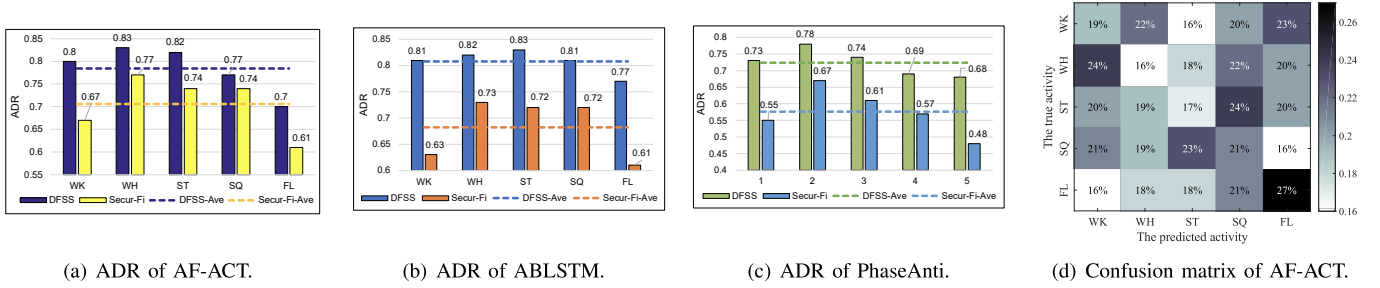 0.85
0.8
0.75
0.7
0.65
0.6
0.55
ADR
0.8
0.67
0.83
0.77
0.82
0.74
0.77
0.74
0.7
0.61
WK WH ST SQ FL
DFSS Secur-Fi DFSS-Ave Secur-Fi-Ave
(a) ADR of AF-ACT.
0.85
0.8
0.75
0.7
0.65
0.6
ADR
0.81
0.63
0.82
0.73
0.83
0.72
0.81
0.72
0.77
0.61
WK WH ST SQ FL
DFSS Secur-Fi DFSS-Ave Secur-Fi-Ave
(b) ADR of ABLSTM.
0.8
0.75
0.7
0.65
0.6
0.55
0.5
0.45
0.4
ADR
0.73
0.55
0.78
0.67
0.74
0.61
0.69
0.57
0.68
0.48
1 2 3 4 5
DFSS Secur-Fi DFSS-Ave Secur-Fi-Ave
(c) ADR of PhaseAnti.
The true activity
WK 19% 22% 16% 20% 23%
WH 24% 16% 18% 22% 20%
ST 20% 19% 17% 24% 20%
SQ 21% 19% 23% 21% 16%
FL 16% 18% 18% 21% 27%
WK WH ST SQ FL
The predicted activity
0.26
0.24
0.22
0.2
0.18
0.16
(d) Confusion matrix of AF-ACT.